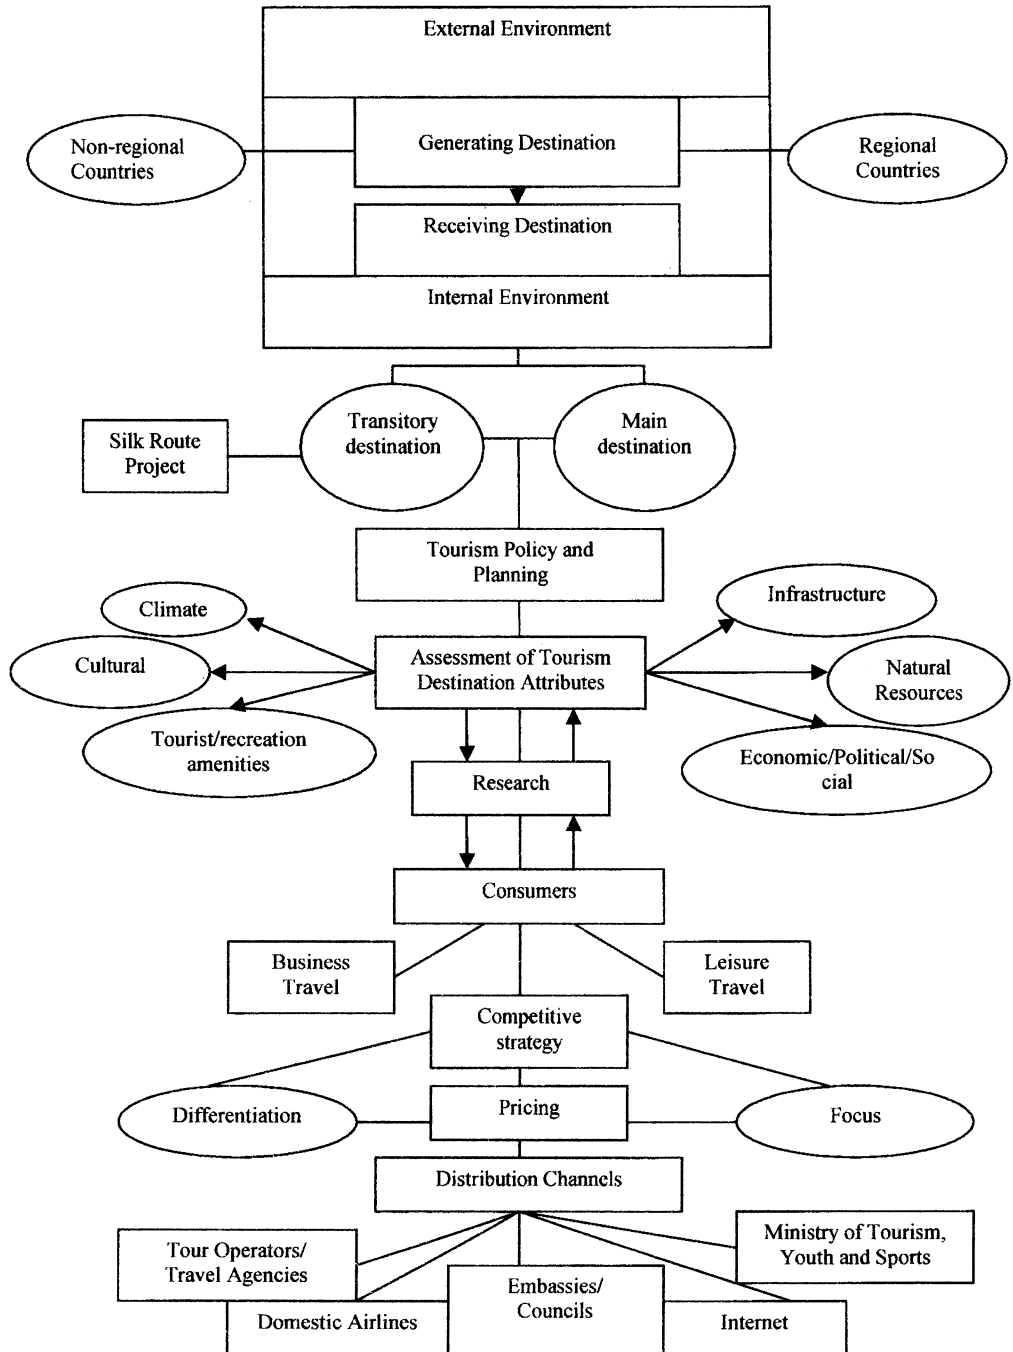 External Environment
Non-regional
Countries
Generating Destination
Regional
Countries
Receiving Destination
Internal Environment
Transitory
destination
Main
destination
Silk Route
Project
Tourism Policy and
Planning
Climate
Infrastructure
Cultural
Assessment of Tourism
Destination Attributes
Natural
Resources
Tourist/recreation
amenities
Economic/Political/So
cial
Research
Consumers
Business
Travel
Leisure
Travel
Competitive
strategy
Differentiation
Pricing
Focus
Distribution Channels
Tour Operators/
Travel Agencies
Ministry of Tourism,
Youth and Sports
Embassies/
Councils
Domestic Airlines
Internet